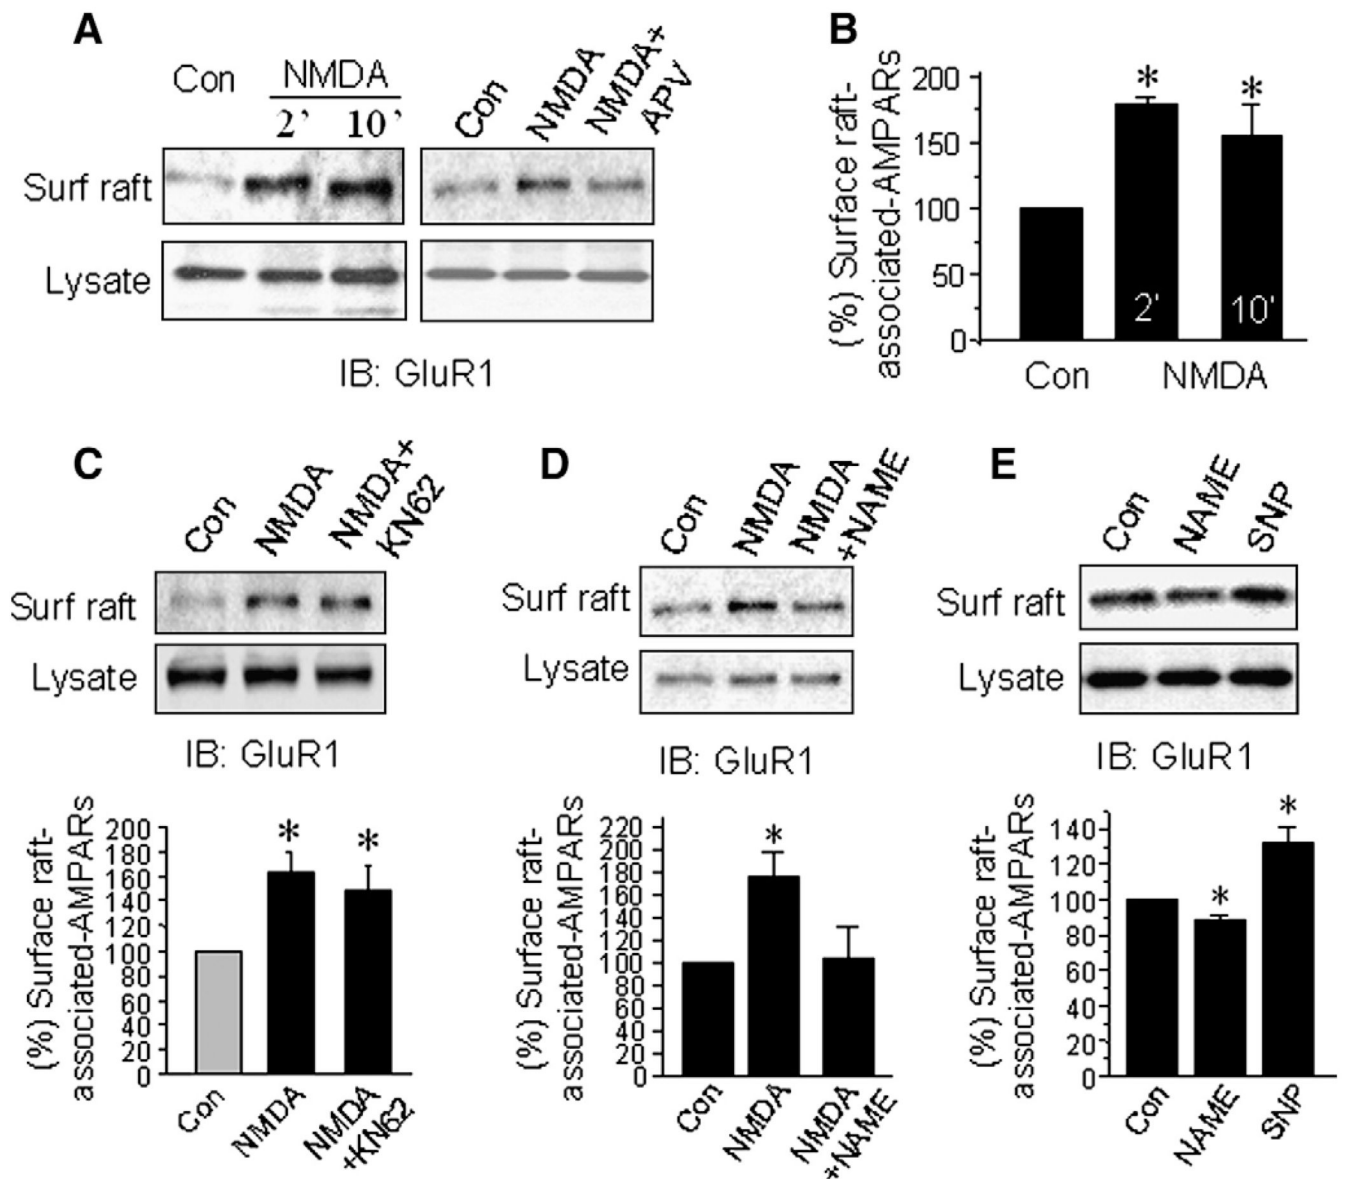 A
Con
NMDA
2’
10’
Con
NMDA
NMDA+
APV
Surf raft
Lysate
IB: GluR1
B
(%) Surface raft-
associated-AMPARs
200
150
100
50
0
*
*
2'
10'
Con
NMDA
C
Con
NMDA
NMDA+
KN62
Surf raft
Lysate
IB: GluR1
(%) Surface raft-
associated-AMPARs
200
180
160
140
120
100
80
60
40
20
0
*
*
Con
NMDA
NMDA
+KN62
D
Con
NMDA
NMDA
+NAME
Surf raft
Lysate
IB: GluR1
(%) Surface raft-
associated-AMPARs
220
200
180
160
140
120
100
80
60
40
20
0
*
Con
NMDA
NMDA
+NAME
E
Con
NAME
SNP
Surf raft
Lysate
IB: GluR1
(%) Surface raft-
associated-AMPARs
140
120
100
80
60
40
20
0
*
*
Con
NAME
SNP